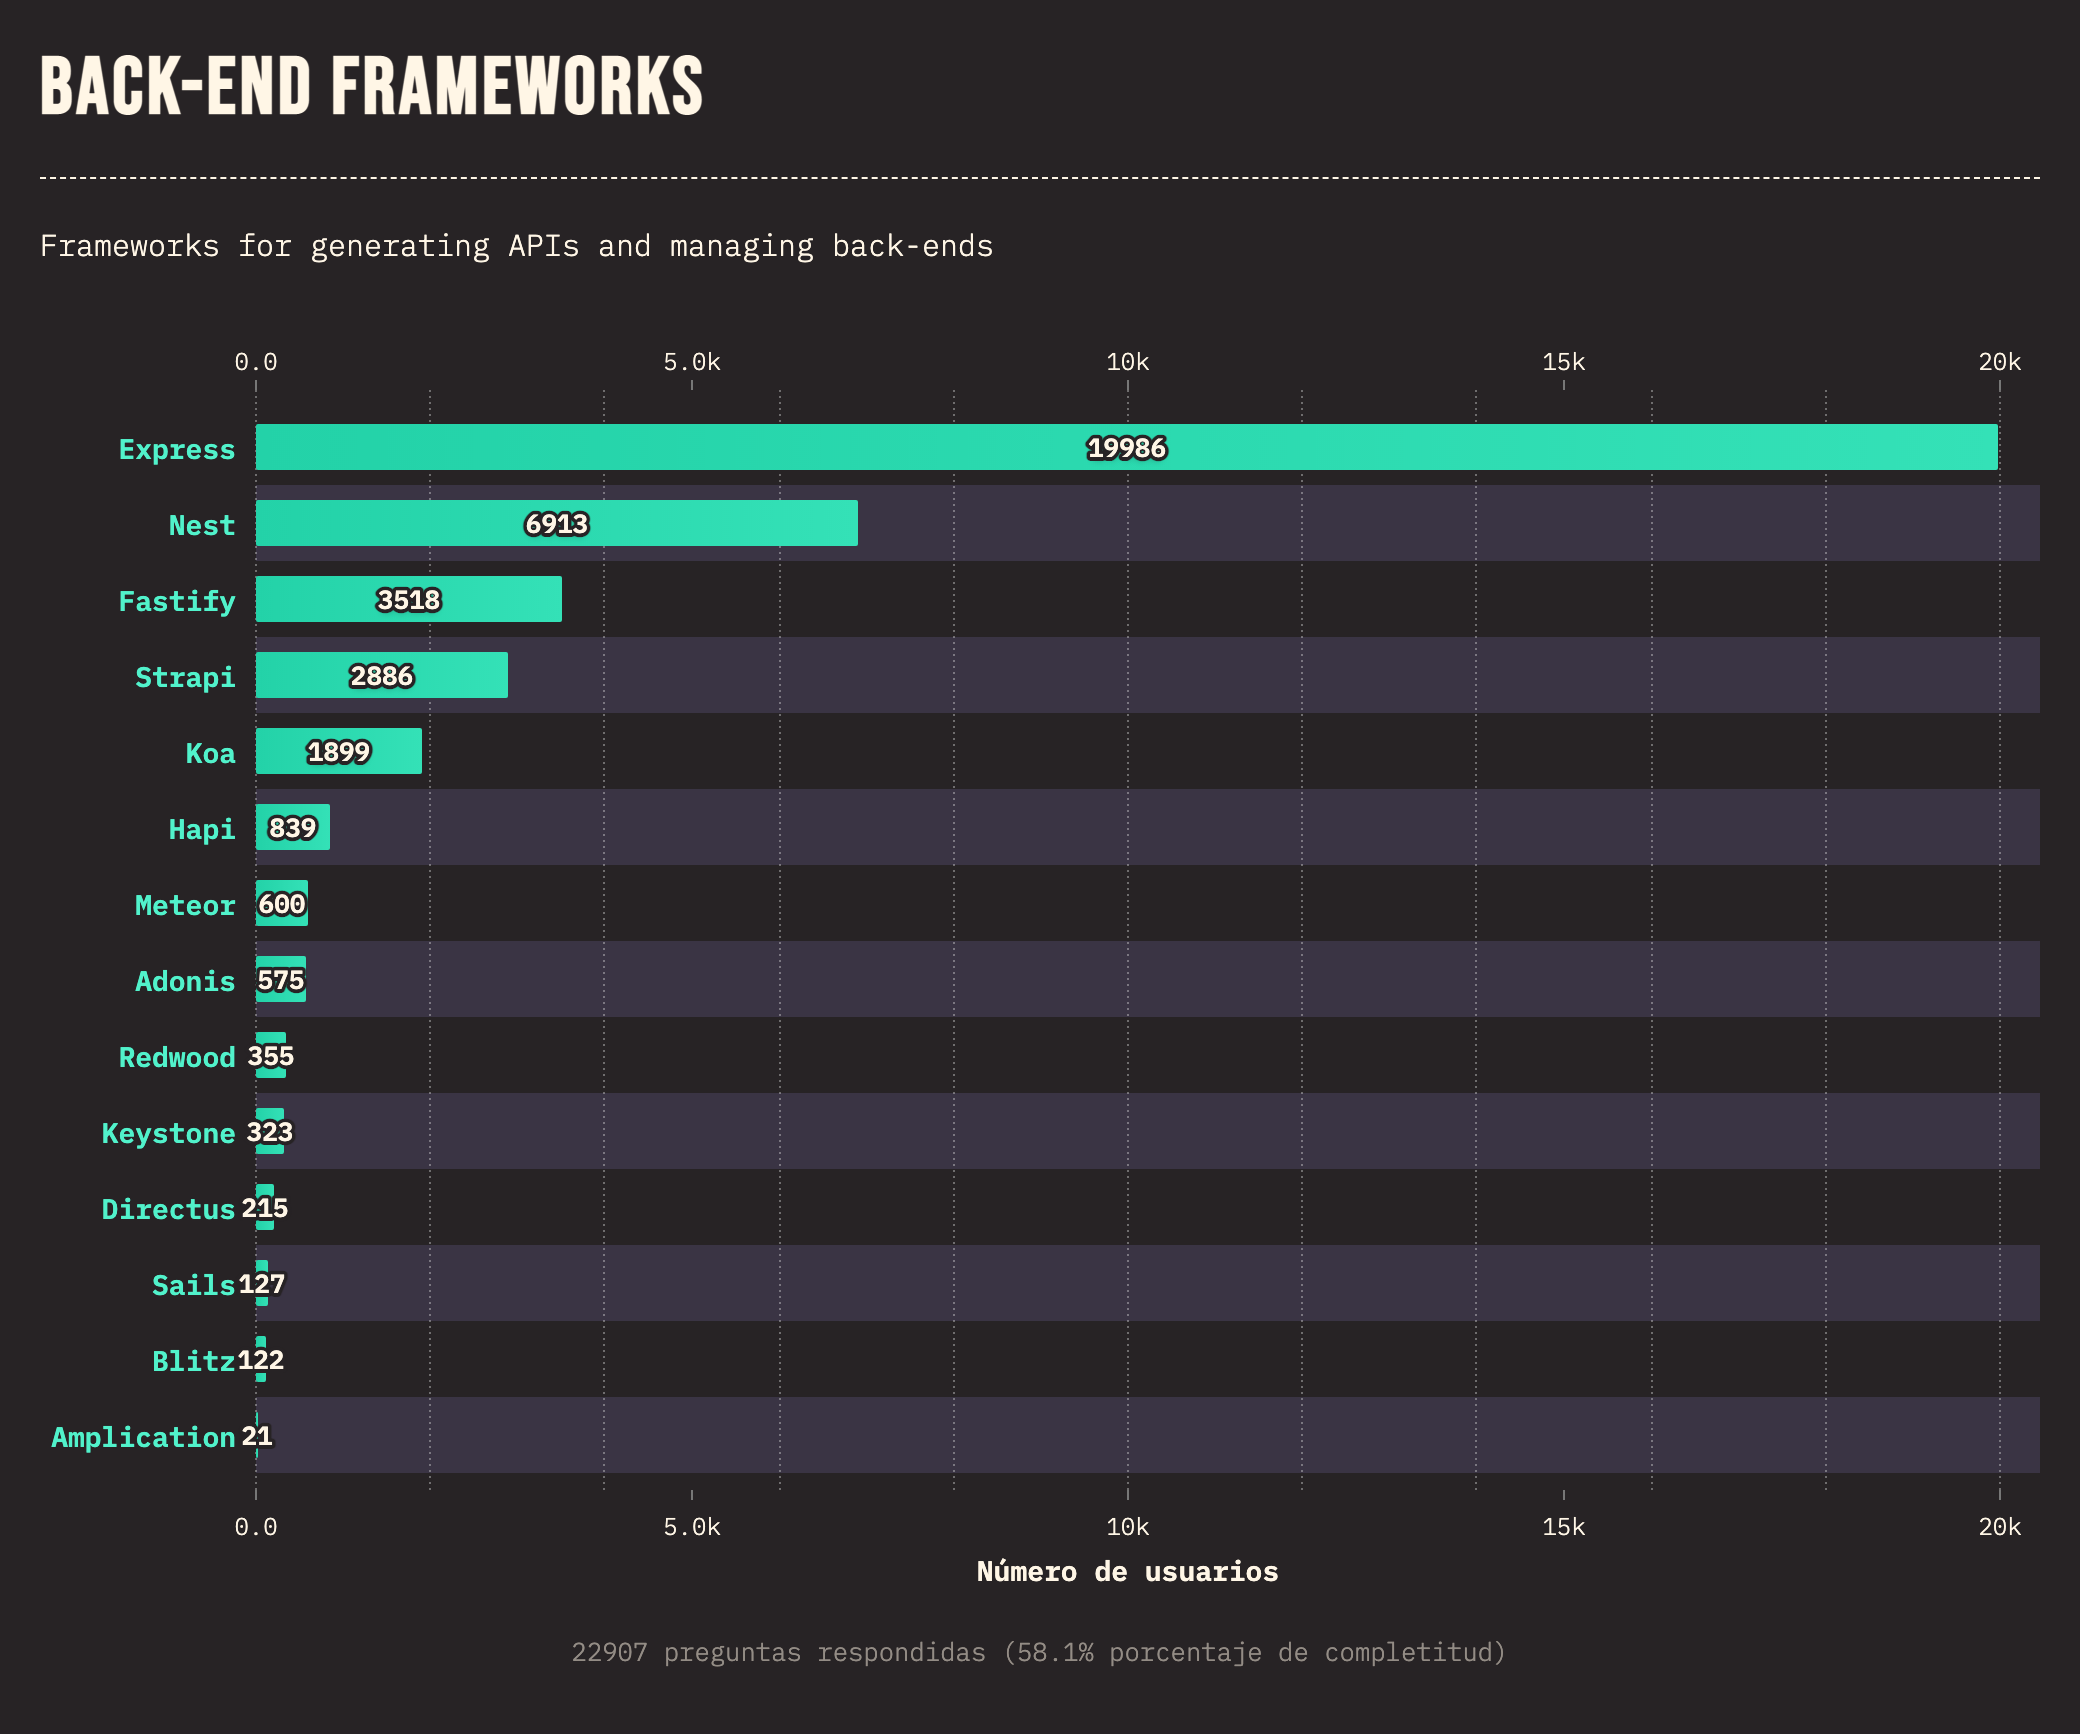 BACK-END FRAMEWORKS
Frameworks for generating APIs and managing back-ends
0.0 5.0k 10k 15k 20k
Express 19986
Nest 6913
Fastify 3518
Strapi 2886
Koa 1899
Hapi 839
Meteor 600
Adonis 575
Redwood 355
Keystone 323
Directus 215
Sails 127
Blitz 122
Amplication 21
0.0 5.0k 10k 15k 20k
Número de usuarios
22907 preguntas respondidas (58.1% porcentaje de completitud)